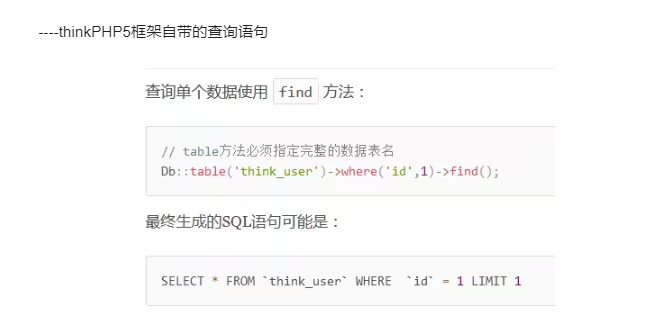 ----thinkPHP5框架自带的查询语句
查询单个数据使用 find 方法：
// table方法必须指定完整的数据表名
Db::table('think_user')->where('id',1)->find();
最终生成的SQL语句可能是：
SELECT * FROM `think_user` WHERE  `id` = 1 LIMIT 1